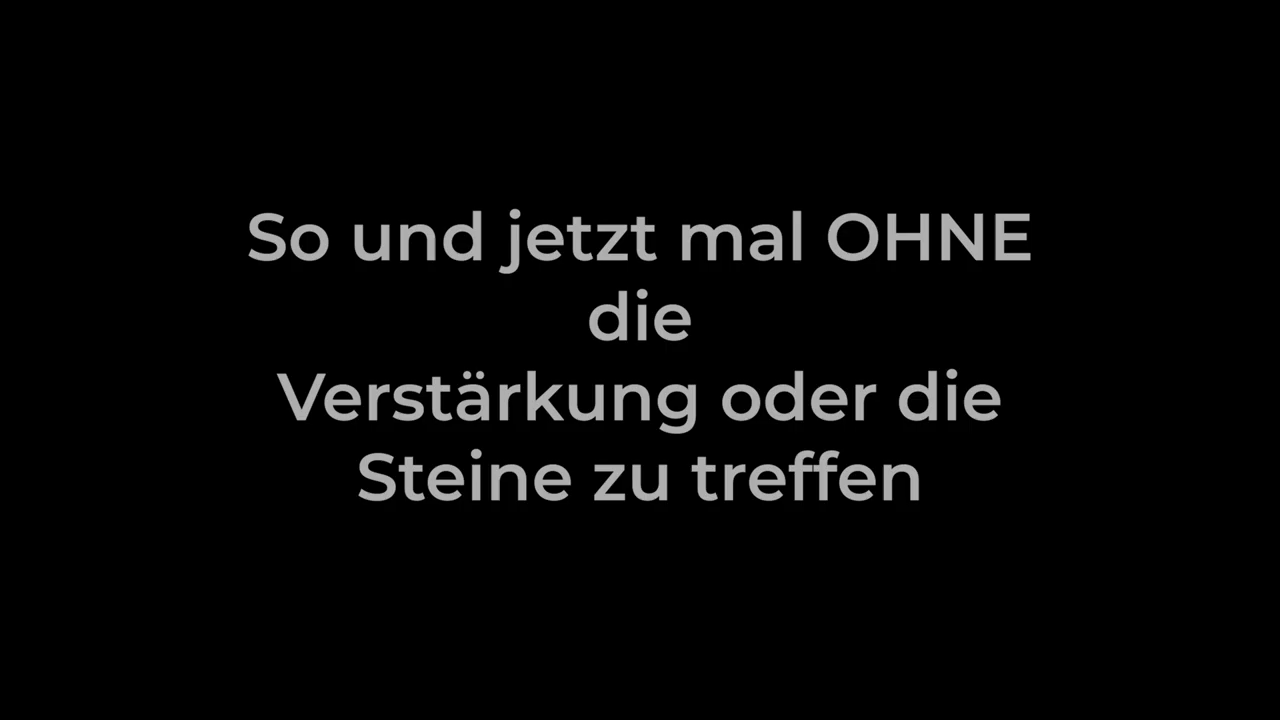 So und jetzt mal OHNE
die
Verstärkung oder die
Steine zu treffen